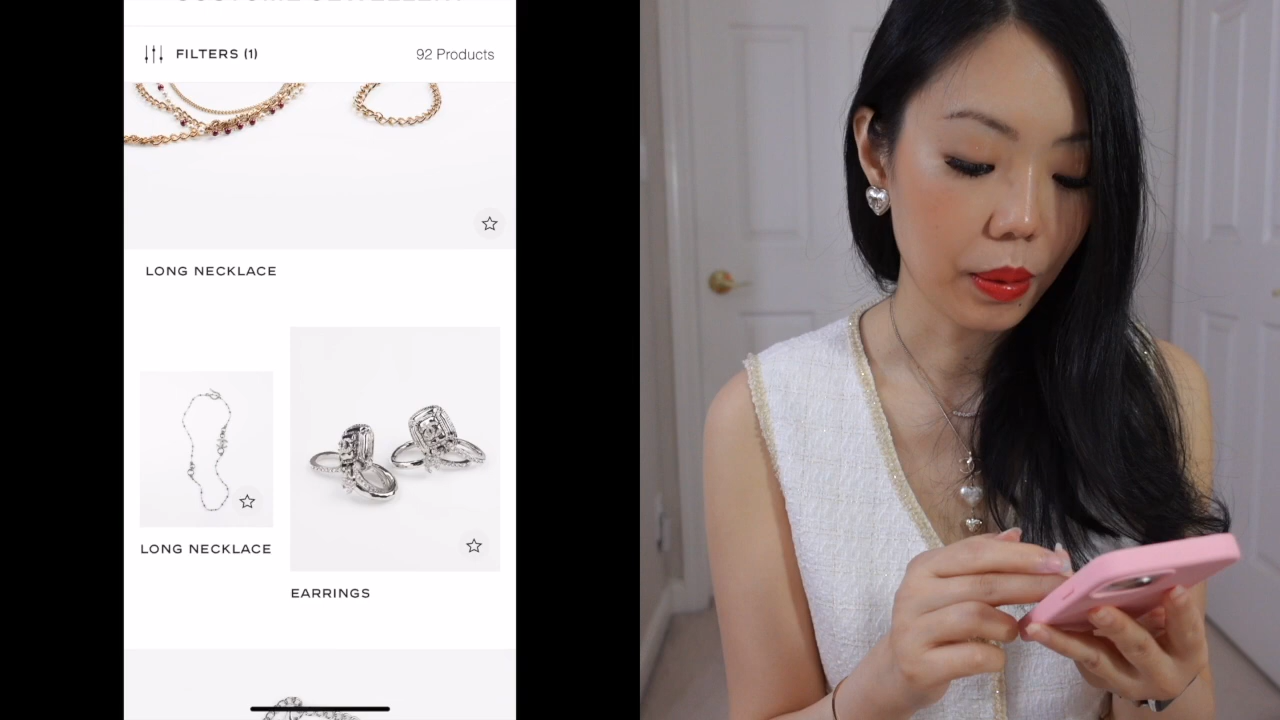 FILTERS (1)
92 Products
LONG NECKLACE
LONG NECKLACE
EARRINGS